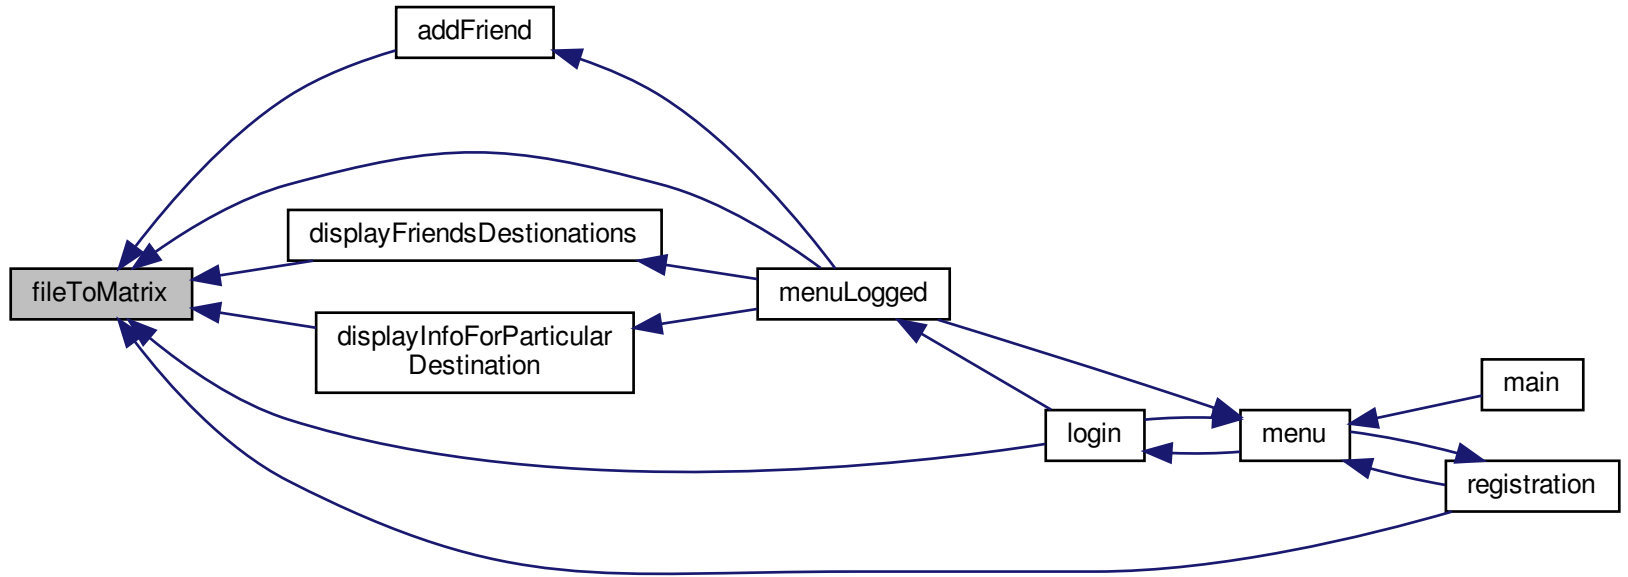 addFriend
displayFriendsDestionations
fileToMatrix
menuLogged
displayInfoForParticular
Destination
main
login
menu
registration